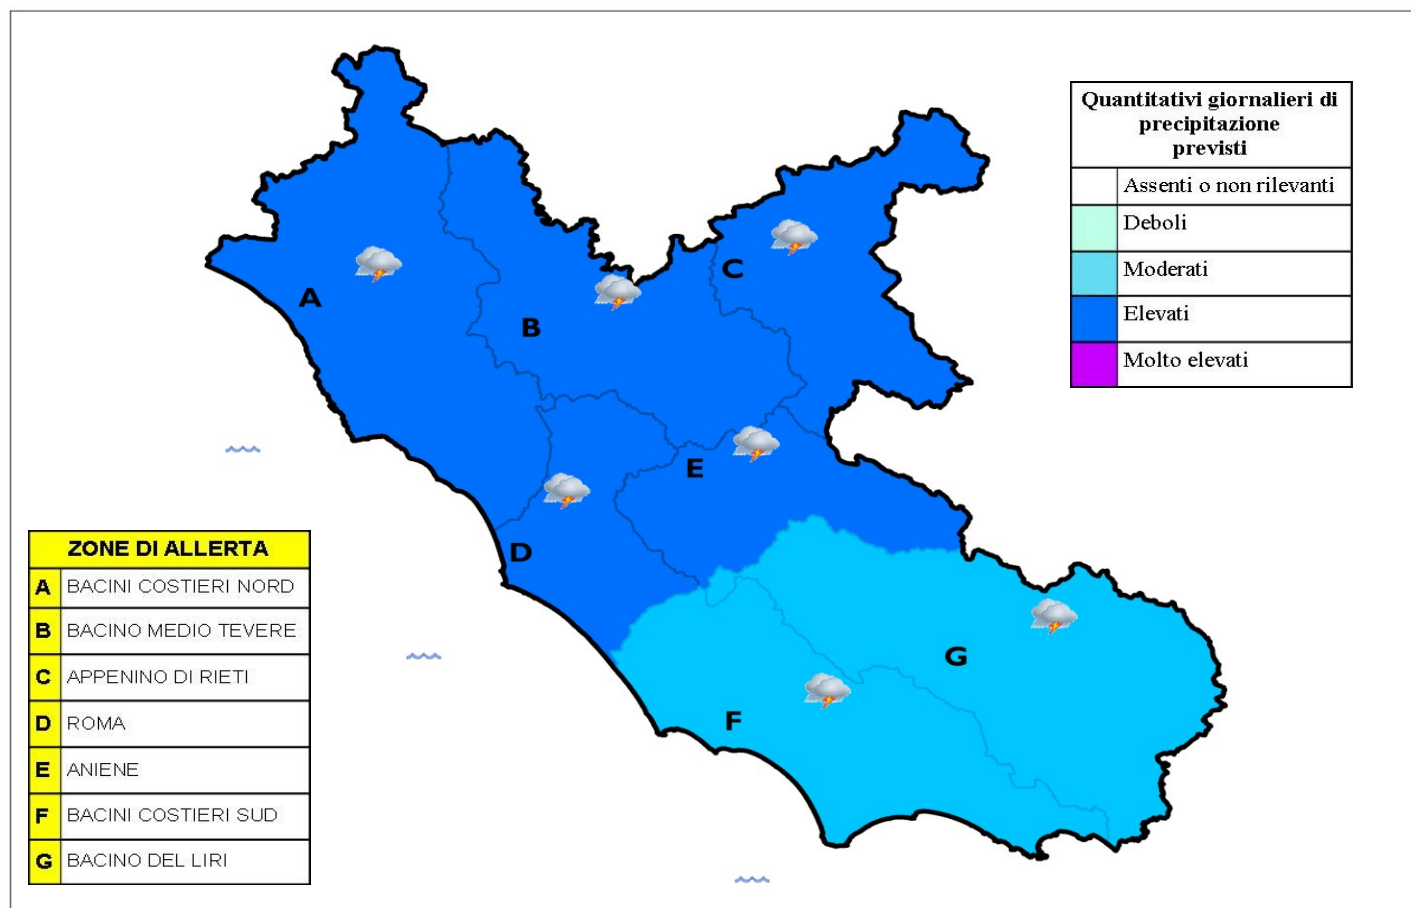 Quantitativi giornalieri di
precipitazione
previsti
Assenti o non rilevanti
Deboli
Moderati
Elevati
Molto elevati
A
B
C
D
E
F
G
ZONE DI ALLERTA
A BACINI COSTIERI NORD
B BACINO MEDIO TEVERE
C APPENINO DI RIETI
D ROMA
E ANIENE
F BACINI COSTIERI SUD
G BACINO DEL LIRI